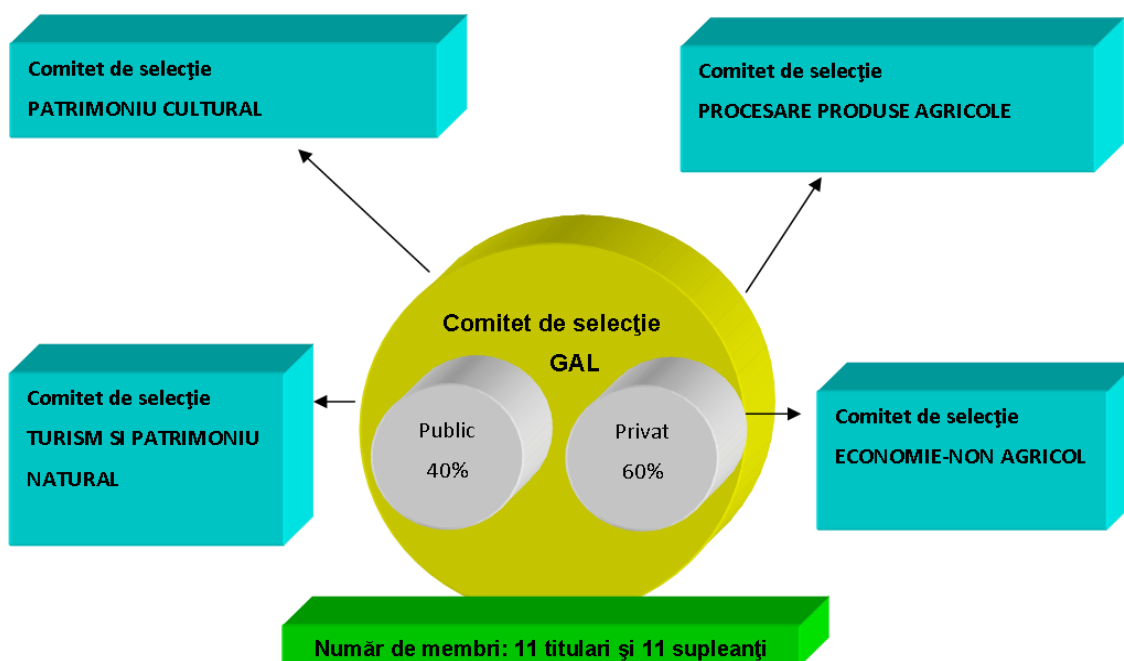 Comitet de selecţie
PATRIMONIU CULTURAL
Comitet de selecţie
PROCESARE PRODUSE AGRICOLE
Comitet de selecţie
GAL
Public
40%
Privat
60%
Comitet de selecţie
TURISM SI PATRIMONIU
NATURAL
Comitet de selecţie
ECONOMIE-NON AGRICOL
Număr de membri: 11 titulari şi 11 supleanţi